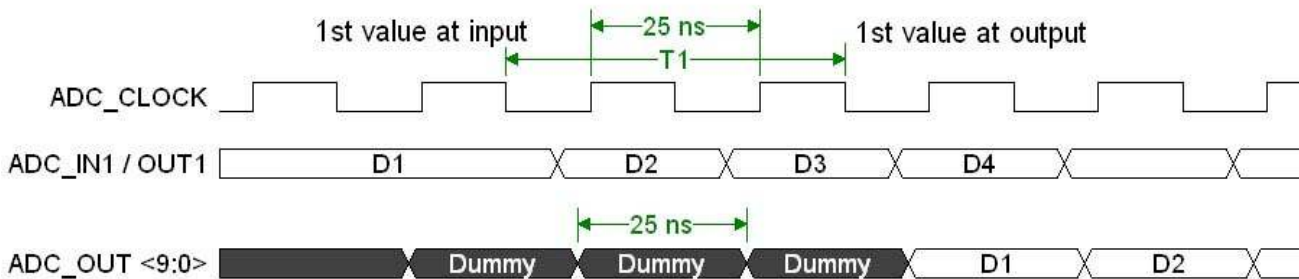 1st value at input
25 ns
1st value at output
T1
ADC_CLOCK
ADC_IN1 / OUT1 D1 D2 D3 D4
25 ns
ADC_OUT <9:0> Dummy Dummy Dummy D1 D2